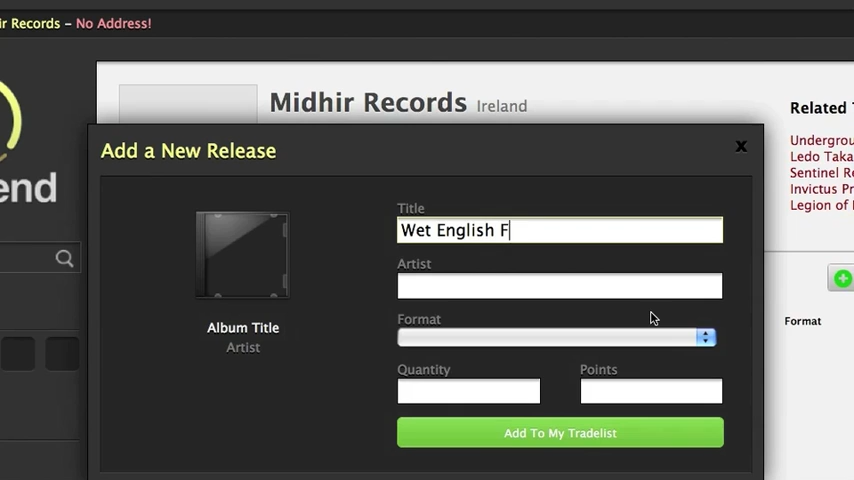 ir Records – No Address!
Midhir Records Ireland
Related
Undergrou
Ledo Taka
Sentinel Re
Invictus Pr
Legion of
end
Add a New Release
x
Title
Wet English F
Artist
Format
Album Title
Artist
Quantity
Points
Add To My Tradelist
Format